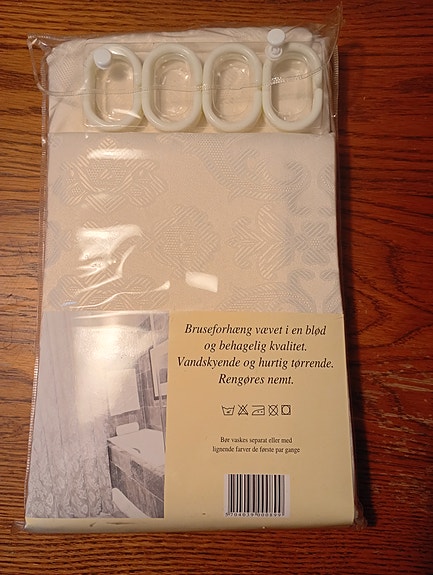 Bruseforhæng vævet i en blød
og behagelig kvalitet.
Vandskyende og hurtig tørrende.
Rengøres nemt.
Bør vaskes separat eller med
lignende farver de første par gange